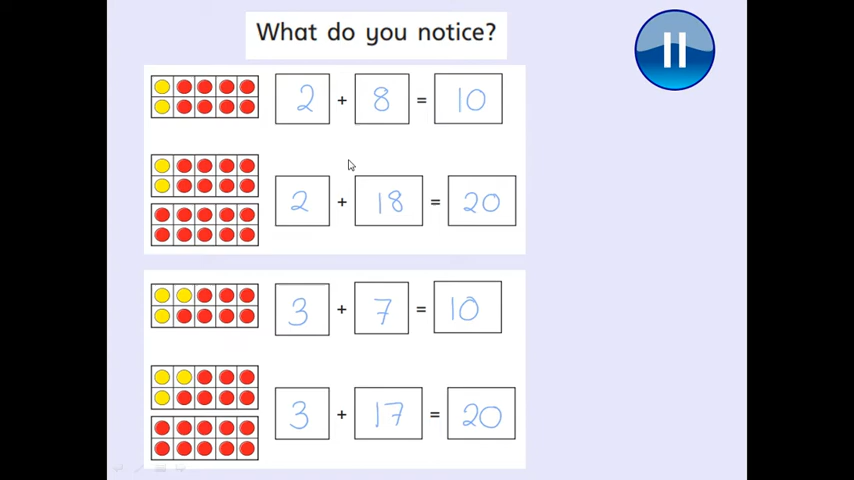 What do you notice?
2 + 8 = 10
2 + 18 = 20
3 + 7 = 10
3 + 17 = 20